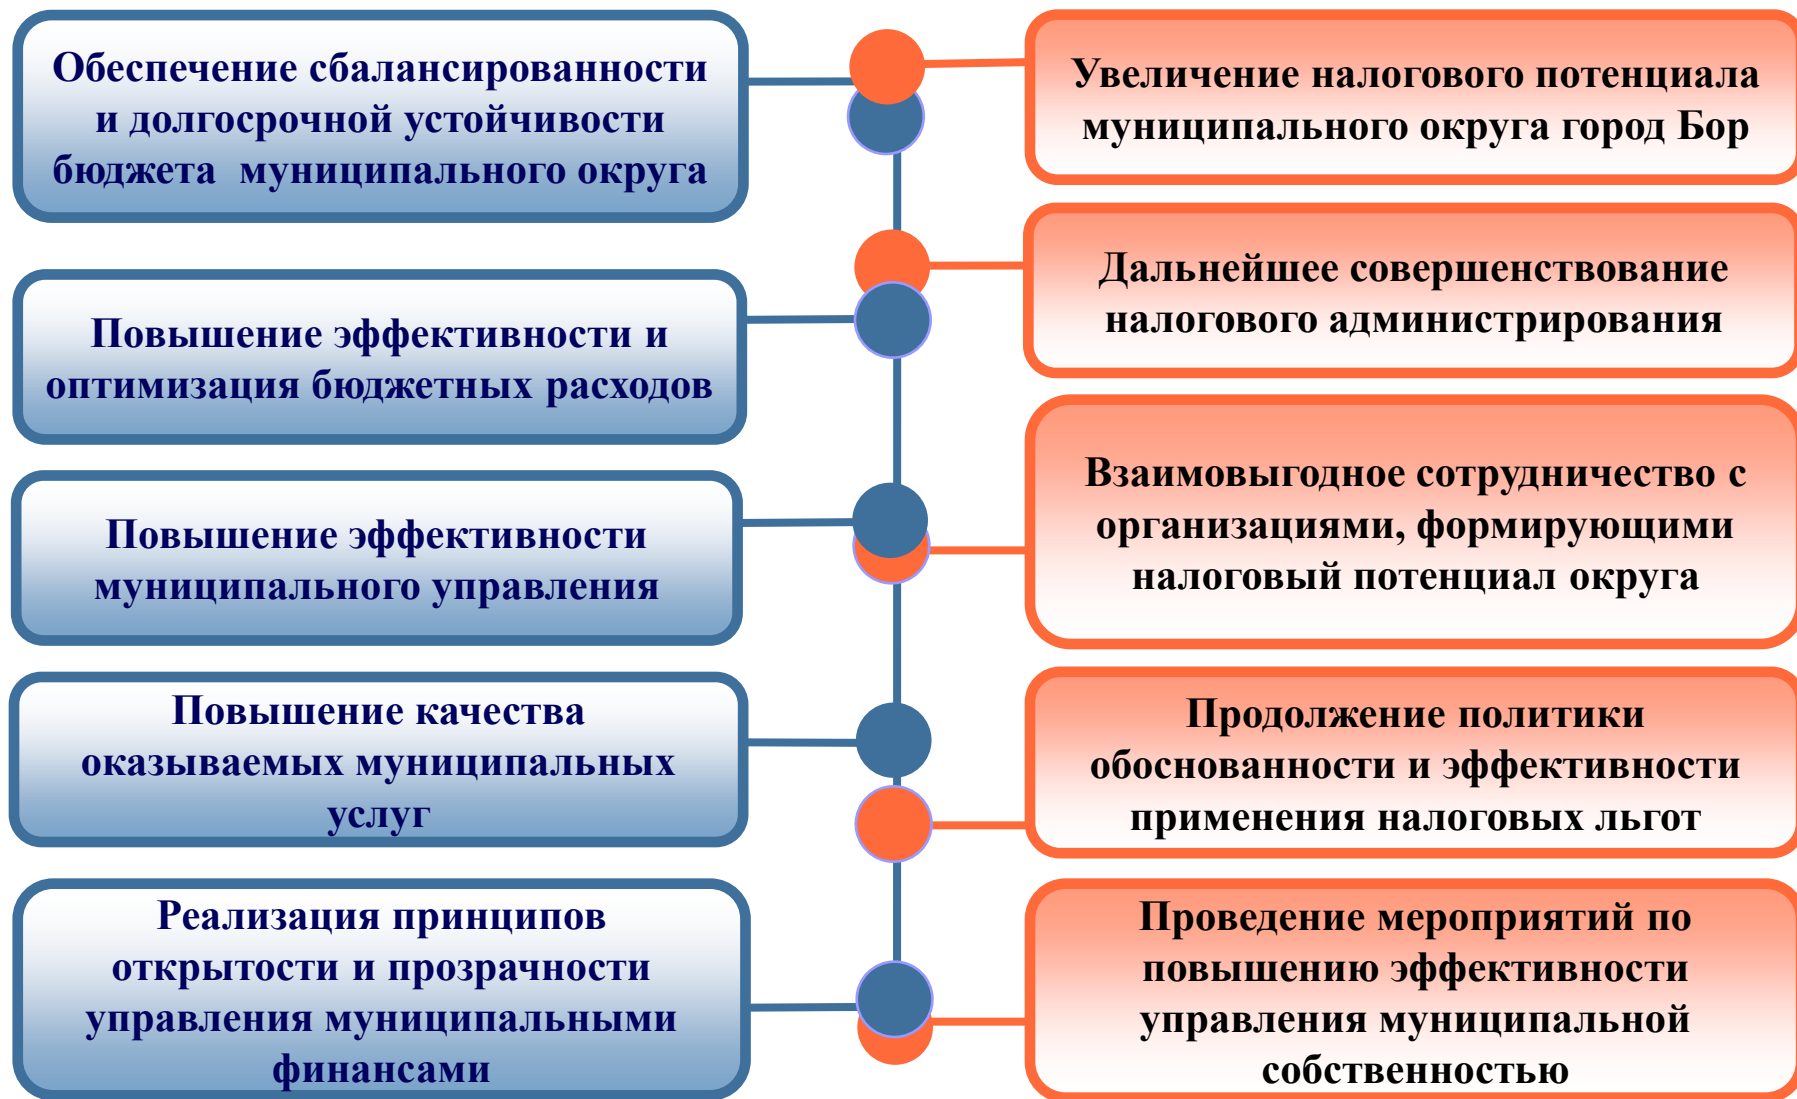 Обеспечение сбалансированности
и долгосрочной устойчивости
бюджета  муниципального округа
Повышение эффективности и
оптимизация бюджетных расходов
Повышение эффективности
муниципального управления
Повышение качества
оказываемых муниципальных
услуг
Реализация принципов
открытости и прозрачности
управления муниципальными
финансами
Увеличение налогового потенциала
муниципального округа город Бор
Дальнейшее совершенствование
налогового администрирования
Взаимовыгодное сотрудничество с
организациями, формирующими
налоговый потенциал округа
Продолжение политики
обоснованности и эффективности
применения налоговых льгот
Проведение мероприятий по
повышению эффективности
управления муниципальной
собственностью